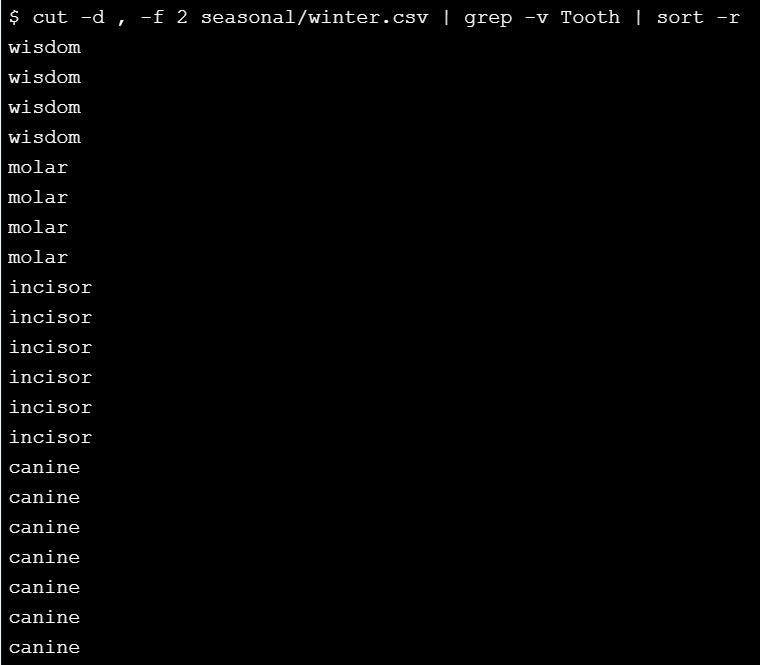 $ cut -d , -f 2 seasonal/winter.csv | grep -v Tooth | sort -r
wisdom
wisdom
wisdom
wisdom
molar
molar
molar
molar
incisor
incisor
incisor
incisor
incisor
incisor
canine
canine
canine
canine
canine
canine
canine